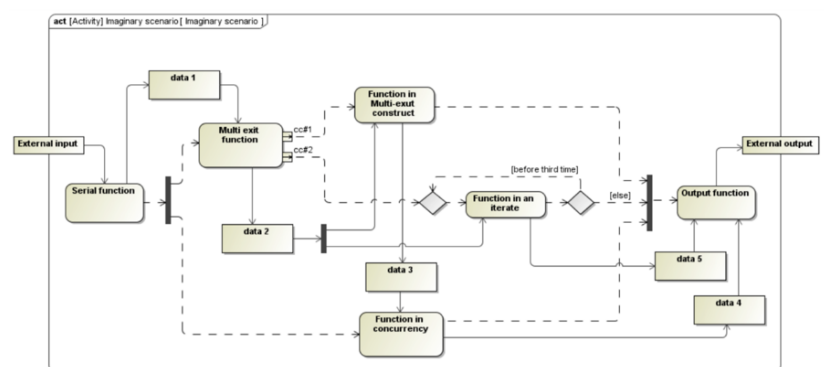 act [Activity] Imaginary scenario[ Imaginary scenario ]
data 1
Function in
Multi-exut
construct
Multi exit
function
cc#1
cc#2
External input
External output
[before third time]
Serial function
Function in an
iterate
[else]
Output function
data 2
data 3
data 5
data 4
Function in
concurrency